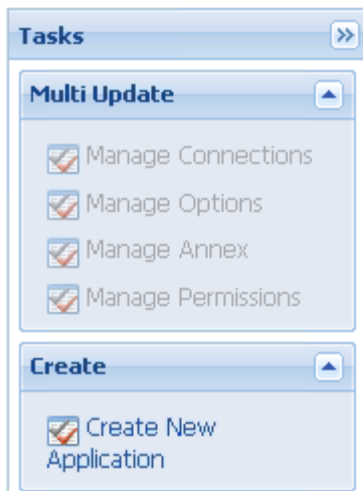 Tasks
Multi Update
Manage Connections
Manage Options
Manage Annex
Manage Permissions
Create
Create New
Application